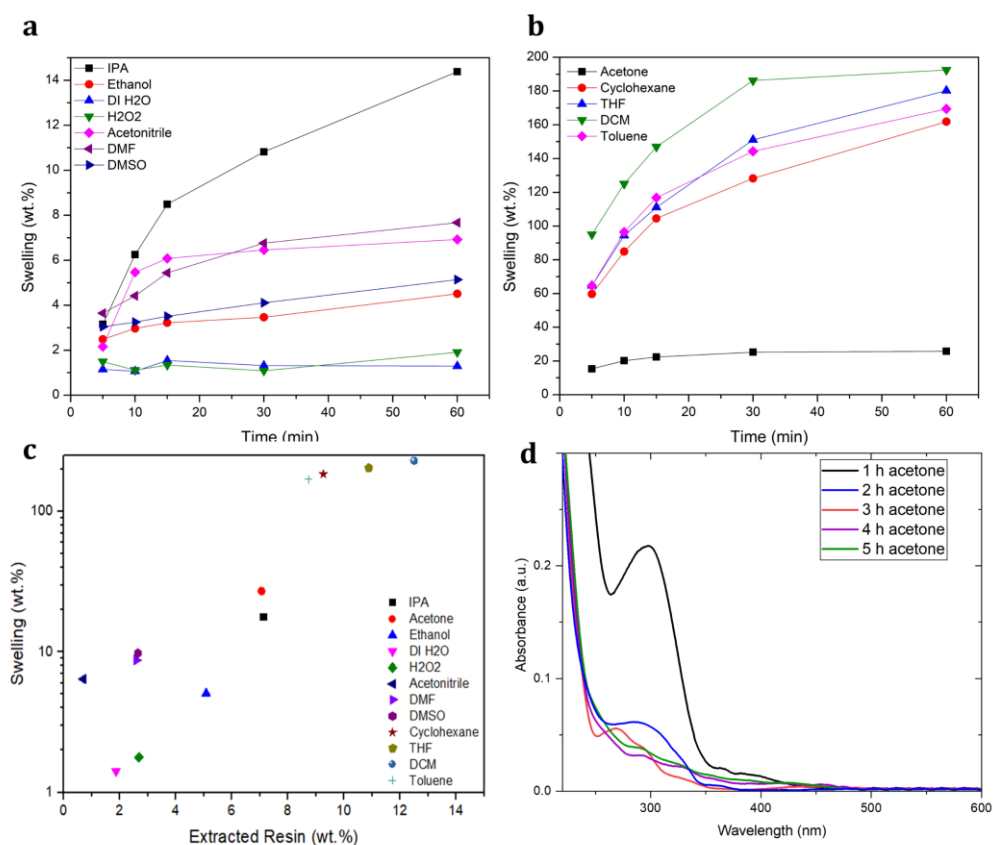 a
IPA
Ethanol
DI H2O
H2O2
Acetonitrile
DMF
DMSO
Swelling (wt.%)
14
12
10
8
6
4
2
0
0 10 20 30 40 50 60
Time (min)
b
Acetone
Cyclohexane
THF
DCM
Toluene
Swelling (wt.%)
200
180
160
140
120
100
80
60
40
20
0
0 10 20 30 40 50 60
Time (min)
c
Swelling (wt.%)
100
10
1
IPA
Acetone
Ethanol
DI H2O
H2O2
Acetonitrile
DMF
DMSO
Cyclohexane
THF
DCM
Toluene
0 2 4 6 8 10 12 14
Extracted Resin (wt.%)
d
1 h acetone
2 h acetone
3 h acetone
4 h acetone
5 h acetone
Absorbance (a.u.)
0.2
0.1
0.0
300 400 500 600
Wavelength (nm)